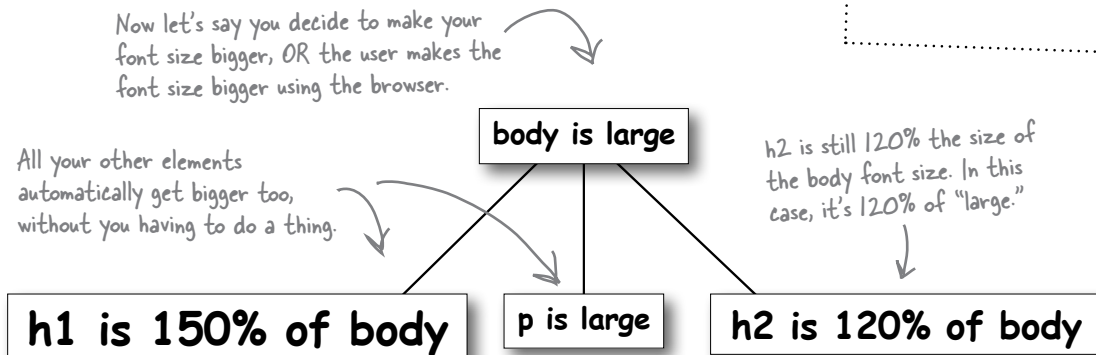 Now let's say you decide to make your
font size bigger, OR the user makes the
font size bigger using the browser.
body is large
All your other elements
automatically get bigger too,
without you having to do a thing.
h2 is still 120% the size of
the body font size. In this
case, it's 120% of “large.”
h1 is 150% of body
p is large
h2 is 120% of body